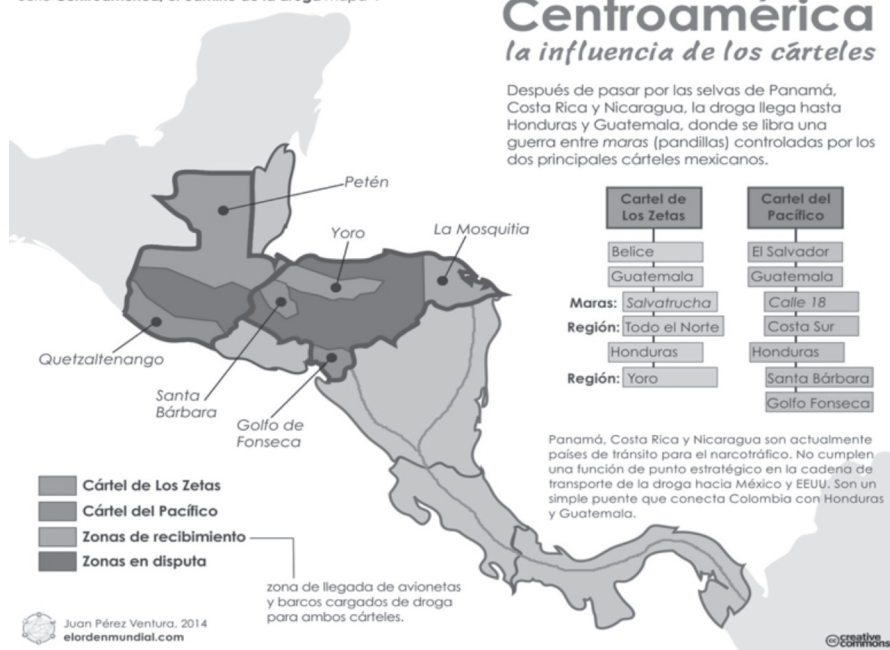 Centroamérica
la influencia de los cárteles
Después de pasar por las selvas de Panamá,
Costa Rica y Nicaragua, la droga llega hasta
Honduras y Guatemala, donde se libra una
guerra entre maras (pandillas) controladas por los
dos principales cárteles mexicanos.
Cartel de
Los Zetas
Belice
Guatemala
Maras: Salvatrucha
Región: Todo el Norte
Honduras
Región: Yoro
Cartel del
Pacífico
El Salvador
Guatemala
Calle 18
Costa Sur
Honduras
Santa Bárbara
Golfo Fonseca
Petén
Yoro
La Mosquitia
Quetzaltenango
Santa
Bárbara
Golfo de
Fonseca
Panamá, Costa Rica y Nicaragua son actualmente
países de tránsito para el narcotráfico. No cumplen
una función de punto estratégico en la cadena de
transporte de la droga hacia México y EEUU. Son un
simple puente que conecta Colombia con Honduras
y Guatemala.
Cártel de Los Zetas
Cártel del Pacífico
Zonas de recibimiento
Zonas en disputa
zona de llegada de avionetas
y barcos cargados de droga
para ambos cárteles.
Juan Pérez Ventura, 2014
elordenmundial.com
cc creative
commons